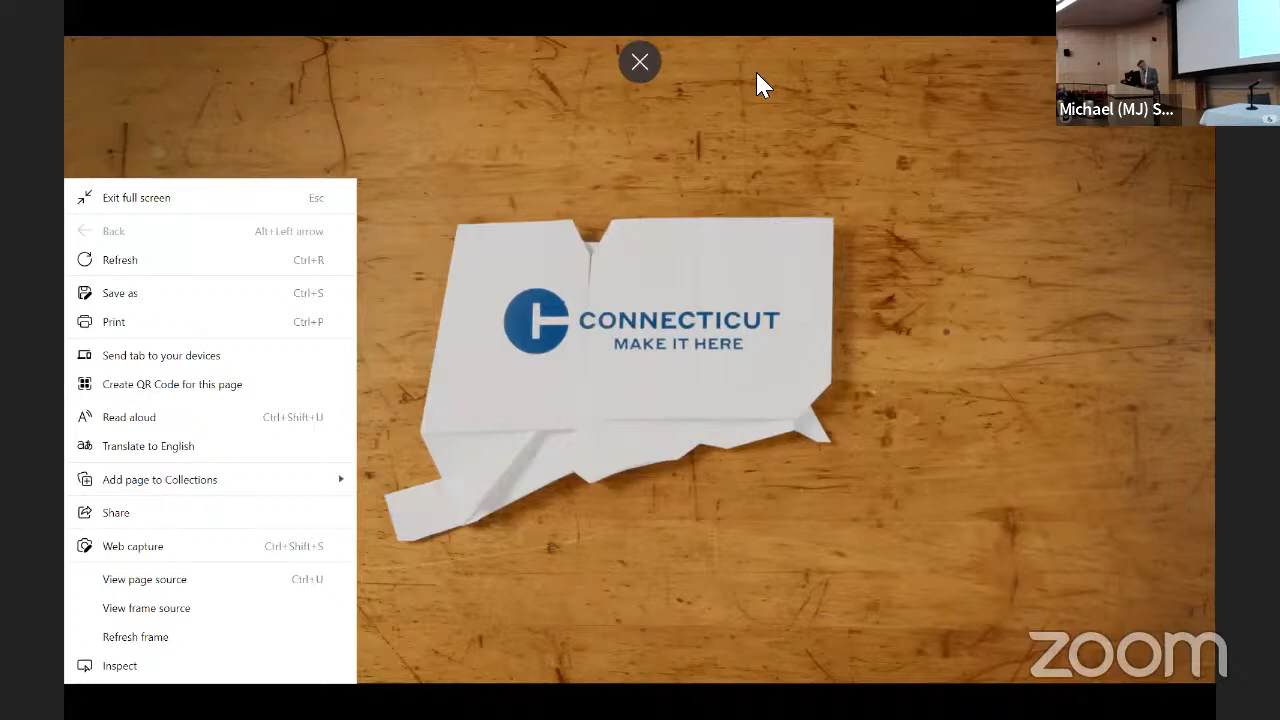 Michael (MJ) S...
Exit full screen Esc
Back Alt+Left arrow
Refresh Ctrl+R
Save as Ctrl+S
Print Ctrl+P
Send tab to your devices
Create QR Code for this page
Read aloud Ctrl+Shift+U
Translate to English
Add page to Collections
Share
Web capture Ctrl+Shift+S
View page source Ctrl+U
View frame source
Refresh frame
Inspect
CONNECTICUT
MAKE IT HERE
zoom